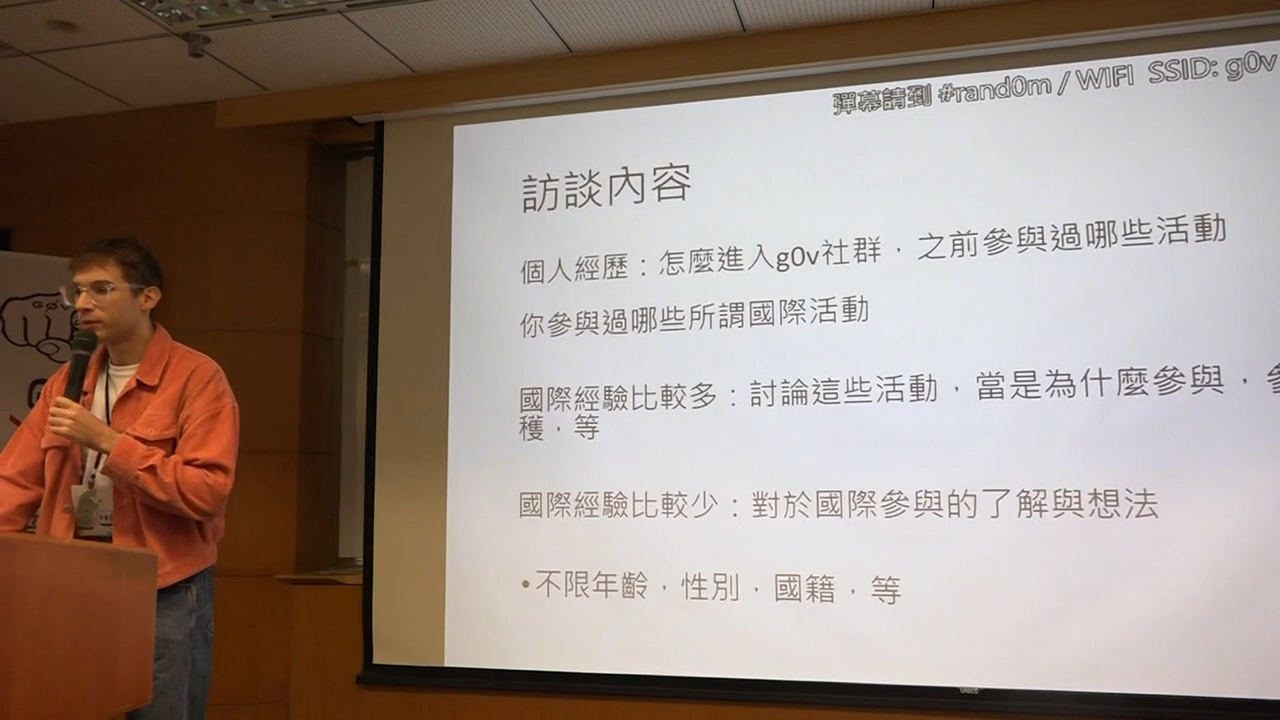 彈幕請到 #rand0m / WIFI SSID: g0v
訪談內容
個人經歷：怎麼進入g0v社群，之前參與過哪些活動
你參與過哪些所謂國際活動
國際經驗比較多：討論這些活動，當是為什麼參與，
穫，等
國際經驗比較少：對於國際參與的了解與想法
•不限年齡，性別，國籍，等